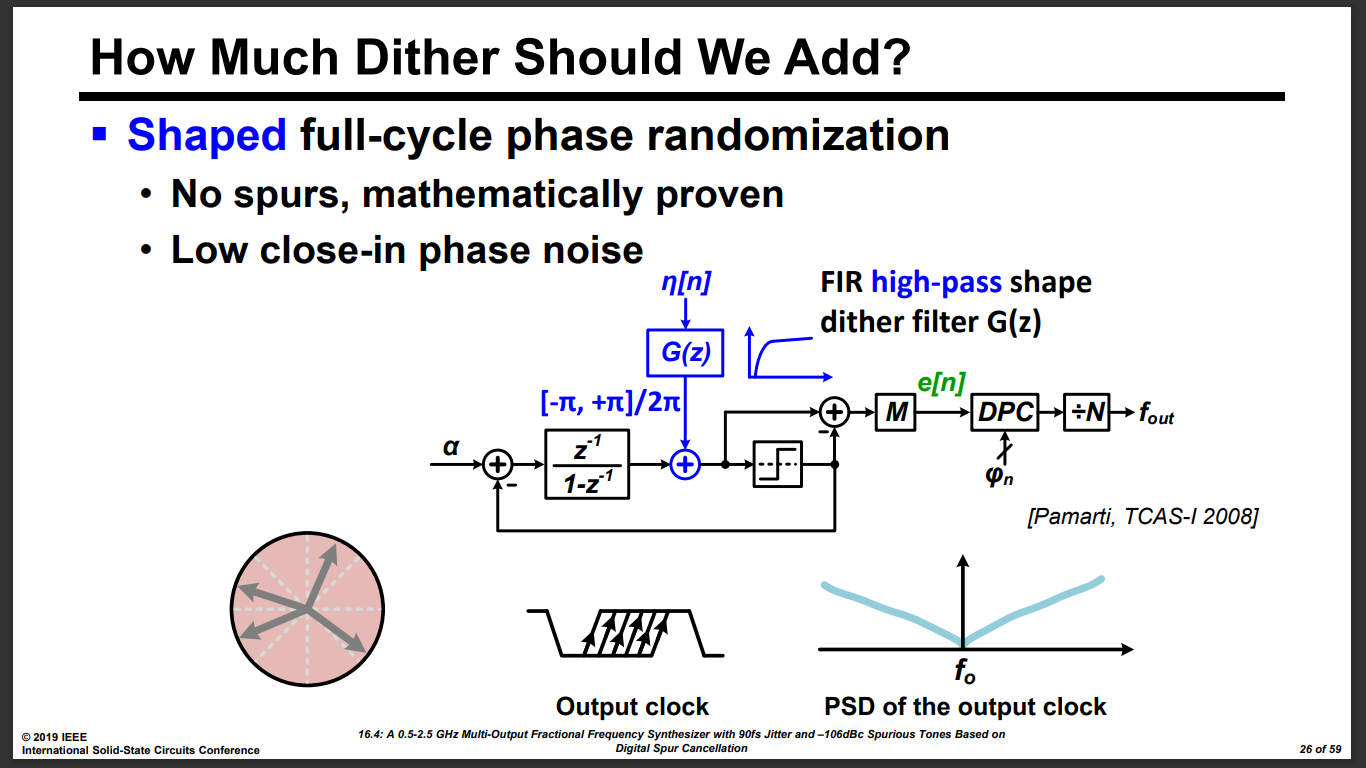 How Much Dither Should We Add?
▪ Shaped full-cycle phase randomization
• No spurs, mathematically proven
• Low close-in phase noise
η[n]
FIR high-pass shape
dither filter G(z)
G(z)
[-π, +π]/2π
e[n]
α
+
−
z⁻¹
1-z⁻¹
+
+
−
M
DPC
÷N
f_out
φ_n
[Pamarti, TCAS-I 2008]
f_o
Output clock
PSD of the output clock
© 2019 IEEE
International Solid-State Circuits Conference
16.4: A 0.5-2.5 GHz Multi-Output Fractional Frequency Synthesizer with 90fs Jitter and –106dBc Spurious Tones Based on
Digital Spur Cancellation
26 of 59